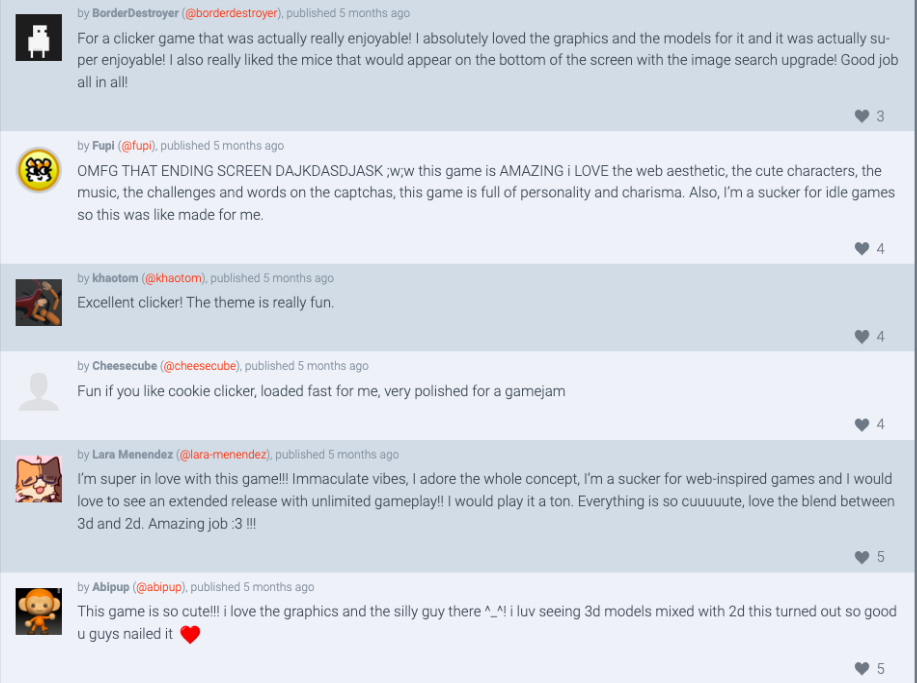 by BorderDestroyer (@borderdestroyer), published 5 months ago
For a clicker game that was actually really enjoyable! I absolutely loved the graphics and the models for it and it was actually su-
per enjoyable! I also really liked the mice that would appear on the bottom of the screen with the image search upgrade! Good job
all in all!
3
by Fupi (@fupi), published 5 months ago
OMFG THAT ENDING SCREEN DAJKDASDJASK ;w;w this game is AMAZING i LOVE the web aesthetic, the cute characters, the
music, the challenges and words on the captchas, this game is full of personality and charisma. Also, I'm a sucker for idle games
so this was like made for me.
4
by khaotom (@khaotom), published 5 months ago
Excellent clicker! The theme is really fun.
4
by Cheesecube (@cheesecube), published 5 months ago
Fun if you like cookie clicker, loaded fast for me, very polished for a gamejam
4
by Lara Menendez (@lara-menendez), published 5 months ago
I'm super in love with this game!!! Immaculate vibes, I adore the whole concept, I'm a sucker for web-inspired games and I would
love to see an extended release with unlimited gameplay!! I would play it a ton. Everything is so cuuuuute, love the blend between
3d and 2d. Amazing job :3 !!!
5
by Abipup (@abipup), published 5 months ago
This game is so cute!!! i love the graphics and the silly guy there ^_^! i luv seeing 3d models mixed with 2d this turned out so good
u guys nailed it ❤
5